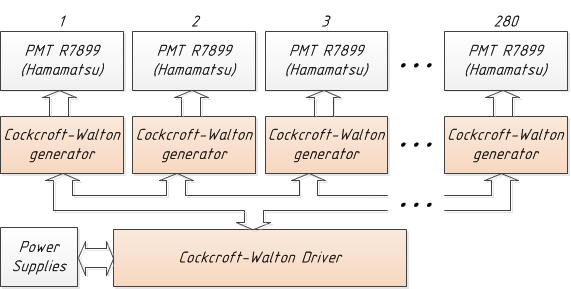 1 2 3 280
PMT R7899 PMT R7899 PMT R7899 PMT R7899
(Hamamatsu) (Hamamatsu) (Hamamatsu) ... (Hamamatsu)
Cockcroft-Walton Cockcroft-Walton Cockcroft-Walton ... Cockcroft-Walton
generator generator generator generator
...
Power
Supplies
Cockcroft-Walton Driver